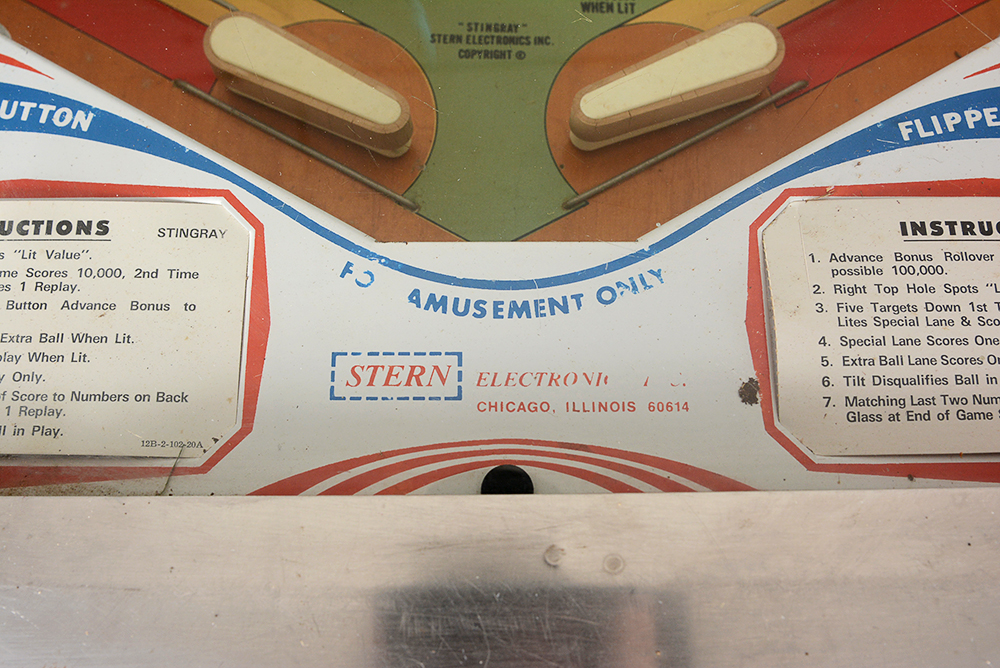 WHEN LIT
"STINGRAY"
STERN ELECTRONICS INC.
COPYRIGHT ©
UTTON
FLIPPE
UCTIONS STINGRAY
s "Lit Value".
me Scores 10,000, 2nd Time
es 1 Replay.
Button Advance Bonus to
Extra Ball When Lit.
play When Lit.
y Only.
of Score to Numbers on Back
1 Replay.
ll in Play.
12B-2-102-20A
FO AMUSEMENT ONLY
STERN ELECTRONIC
CHICAGO, ILLINOIS 60614
INSTRUC
1. Advance Bonus Rollover
possible 100,000.
2. Right Top Hole Spots "L
3. Five Targets Down 1st T
Lites Special Lane & Sco
4. Special Lane Scores One
5. Extra Ball Lane Scores O
6. Tilt Disqualifies Ball in
7. Matching Last Two Num
Glass at End of Game